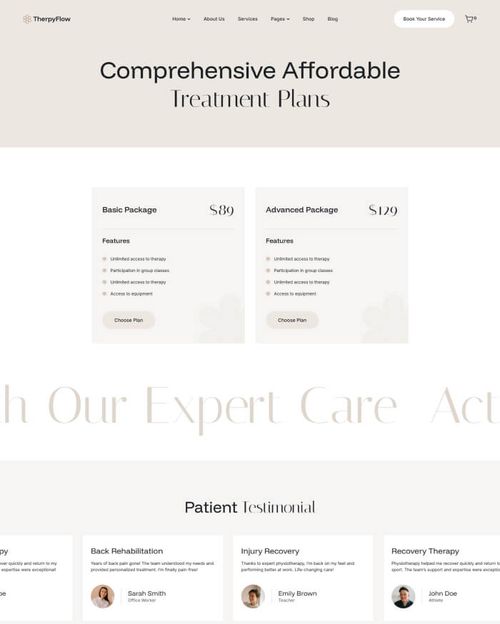 TherpyFlow
Home
About Us
Services
Pages
Shop
Blog
Book Your Service
0
Comprehensive Affordable
Treatment Plans
Basic Package
$89
Features
Unlimited access to therapy
Participation in group classes
Unlimited access to therapy
Access to equipment
Choose Plan
Advanced Package
$129
Features
Unlimited access to therapy
Participation in group classes
Unlimited access to therapy
Access to equipment
Choose Plan
h Our Expert Care Act
Patient Testimonial
py
ver quickly and return to my
expertise were exceptional!
oe
Back Rehabilitation
Years of back pain gone! The team understood my needs and
provided personalized treatment. I'm finally pain-free!
Sarah Smith
Office Worker
Injury Recovery
Thanks to expert physiotherapy, I'm back on my feet and
performing better at work. Life changing care!
Emily Brown
Teacher
Recovery Therapy
Physiotherapy helped me recover quickly and return to
sport. The team's support and expertise were exception
John Doe
Athlete